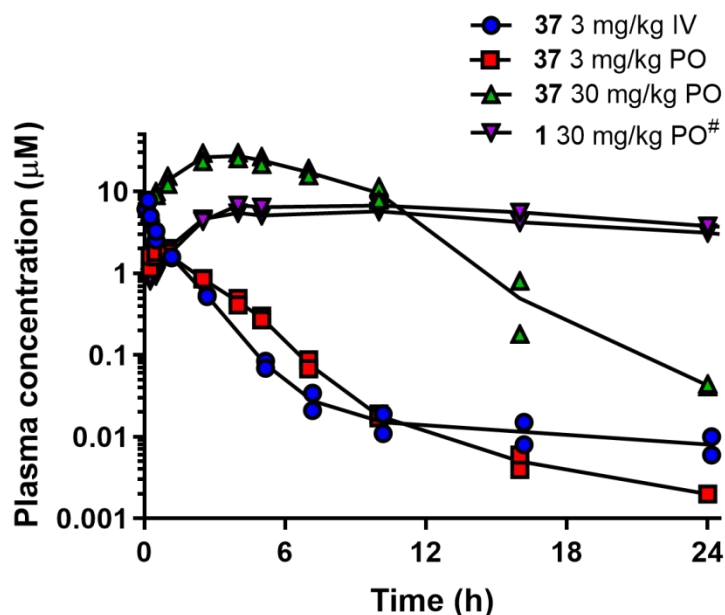 37 3 mg/kg IV
37 3 mg/kg PO
37 30 mg/kg PO
1 30 mg/kg PO#
Plasma concentration (μM)
10
1
0.1
0.01
0.001
0 6 12 18 24
Time (h)